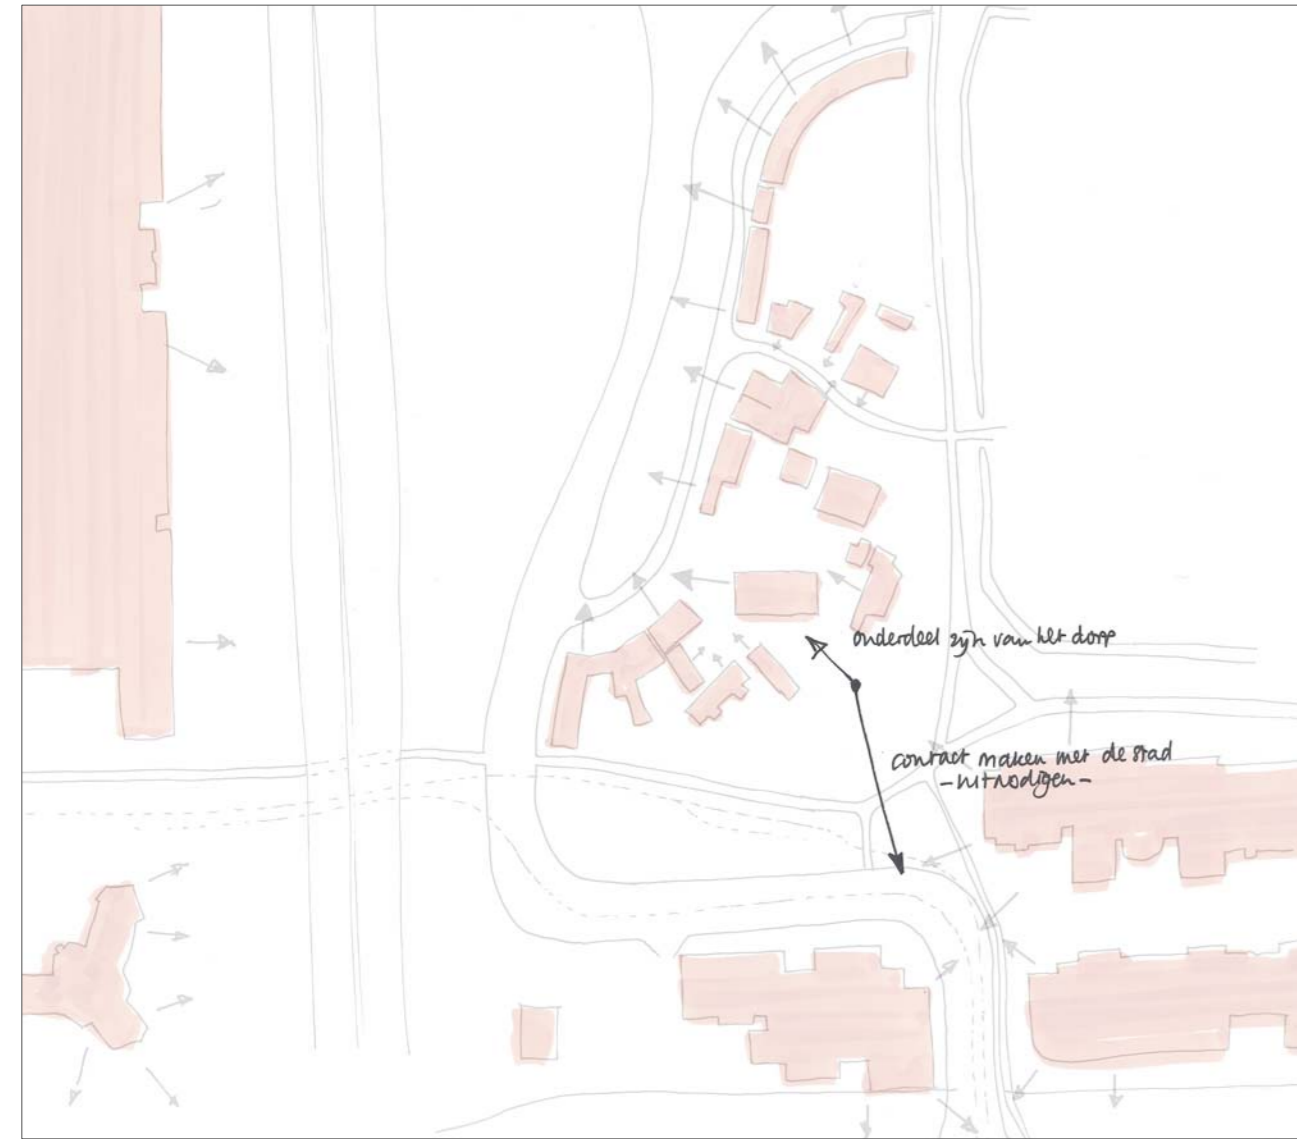 onderdeel zijn van het dorp
contact maken met de stad
-uitnodigen-